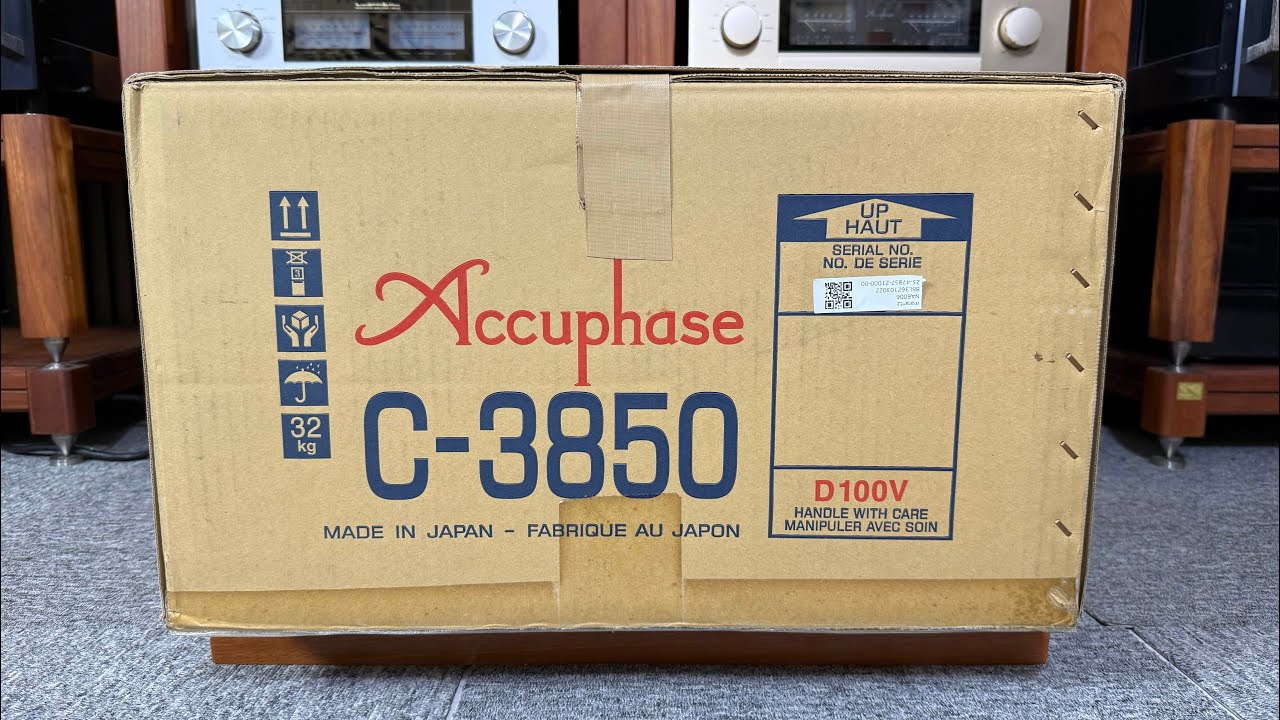 Accuphase
C-3850
MADE IN JAPAN - FABRIQUE AU JAPON
3
32
kg
UP
HAUT
SERIAL NO.
NO. DE SERIE
D100V
HANDLE WITH CARE
MANIPULER AVEC SOIN